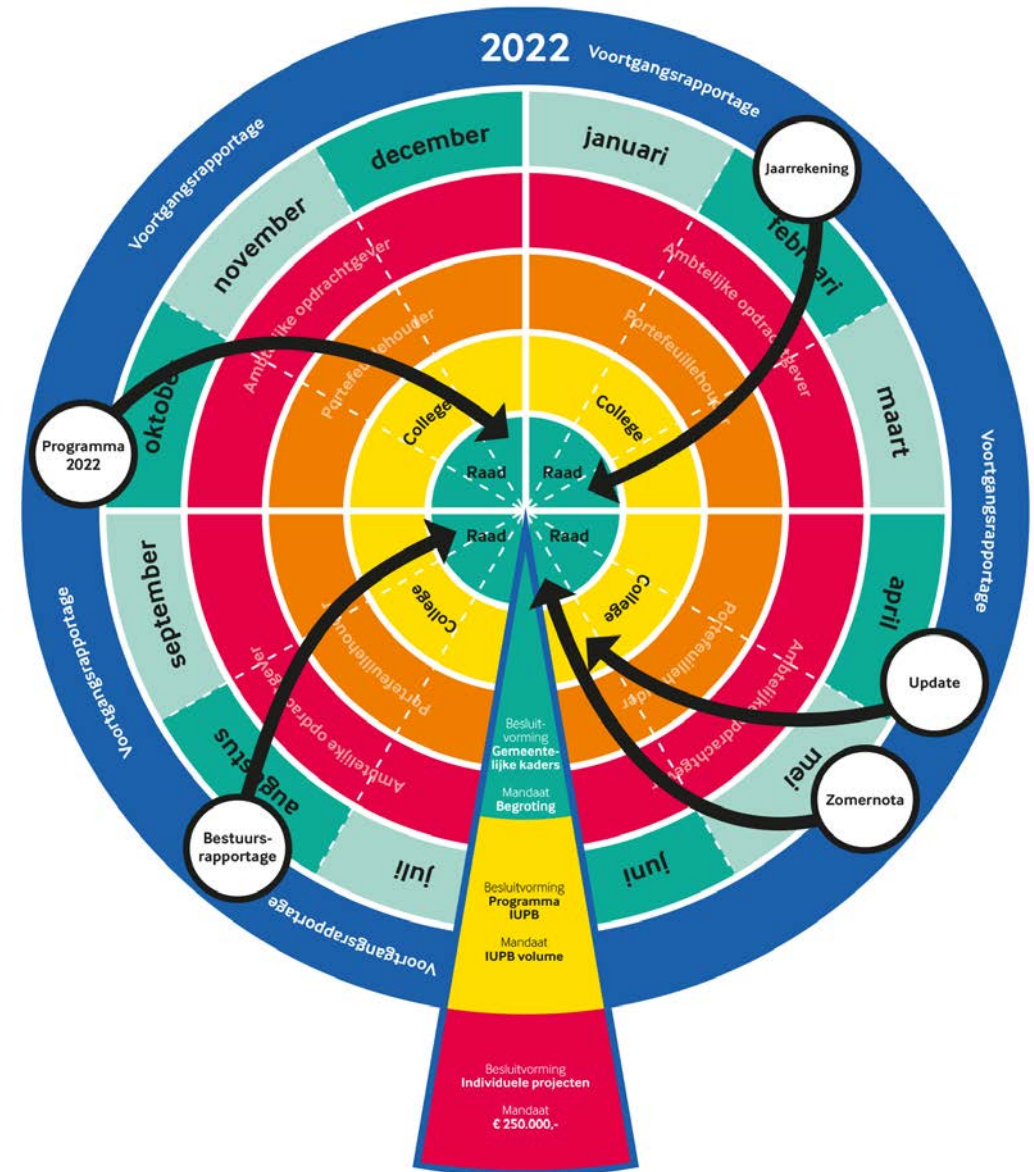 2022
Voortgangsrapportage
Voortgangsrapportage
Voortgangsrapportage
Voortgangsrapportage
Voortgangsrapportage
januari
februari
maart
april
mei
juni
juli
augustus
september
oktober
november
december
Jaarrekening
Update
Zomernota
Bestuurs-
rapportage
Programma
2022
Ambtelijke opdrachtgever
Ambtelijke opdrachtgever
Ambtelijke opdrachtgever
Ambtelijke opdrachtgever
Portefeuillehouder
Portefeuillehouder
Portefeuillehouder
Portefeuillehouder
College
College
College
College
Raad
Raad
Raad
Raad
Besluit-
vorming
Gemeente-
lijke kaders
Mandaat
Begroting
Besluitvorming
Programma
IUPB
Mandaat
IUPB volume
Besluitvorming
Individuele projecten
Mandaat
€ 250.000,-